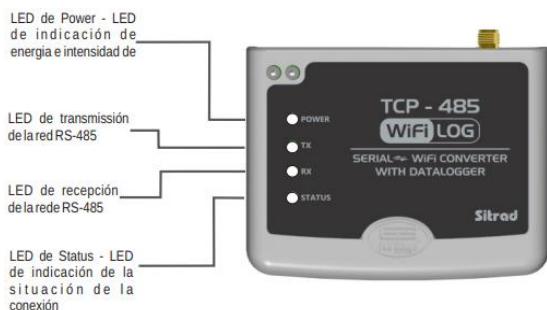 LED de Power - LED
de indicación de
energia e intensidad de
LED de transmissión
de la red RS-485
LED de recepción
de la rede RS-485
LED de Status - LED
de indicación de la
situación de la
conexión
TCP - 485
WiFi LOG
SERIAL WiFi CONVERTER
WITH DATALOGGER
POWER
TX
RX
STATUS
Sitrad